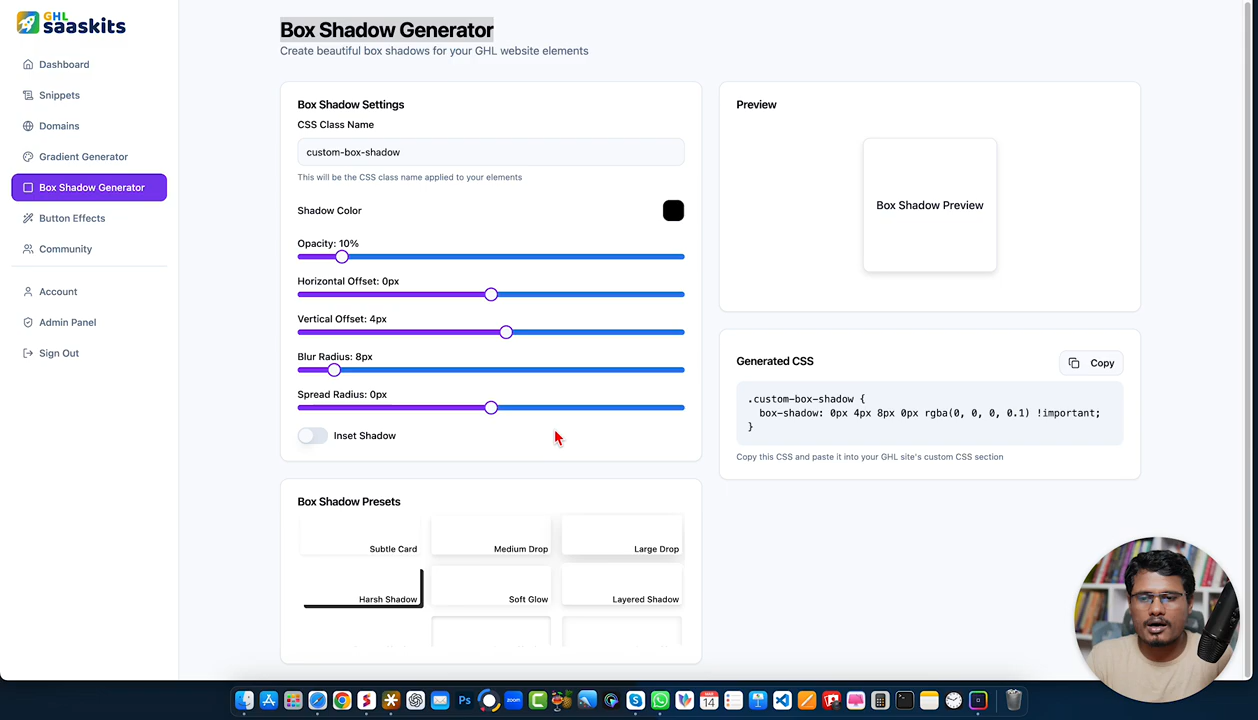 GHL
saaskits
Dashboard
Snippets
Domains
Gradient Generator
Box Shadow Generator
Button Effects
Community
Account
Admin Panel
Sign Out
Box Shadow Generator
Create beautiful box shadows for your GHL website elements
Box Shadow Settings
CSS Class Name
custom-box-shadow
This will be the CSS class name applied to your elements
Shadow Color
Opacity: 10%
Horizontal Offset: 0px
Vertical Offset: 4px
Blur Radius: 8px
Spread Radius: 0px
Inset Shadow
Box Shadow Presets
Subtle Card
Medium Drop
Large Drop
Harsh Shadow
Soft Glow
Layered Shadow
Preview
Box Shadow Preview
Generated CSS
Copy
.custom-box-shadow {
box-shadow: 0px 4px 8px 0px rgba(0, 0, 0, 0.1) !important;
}
Copy this CSS and paste it into your GHL site's custom CSS section
Ps
zoom
14